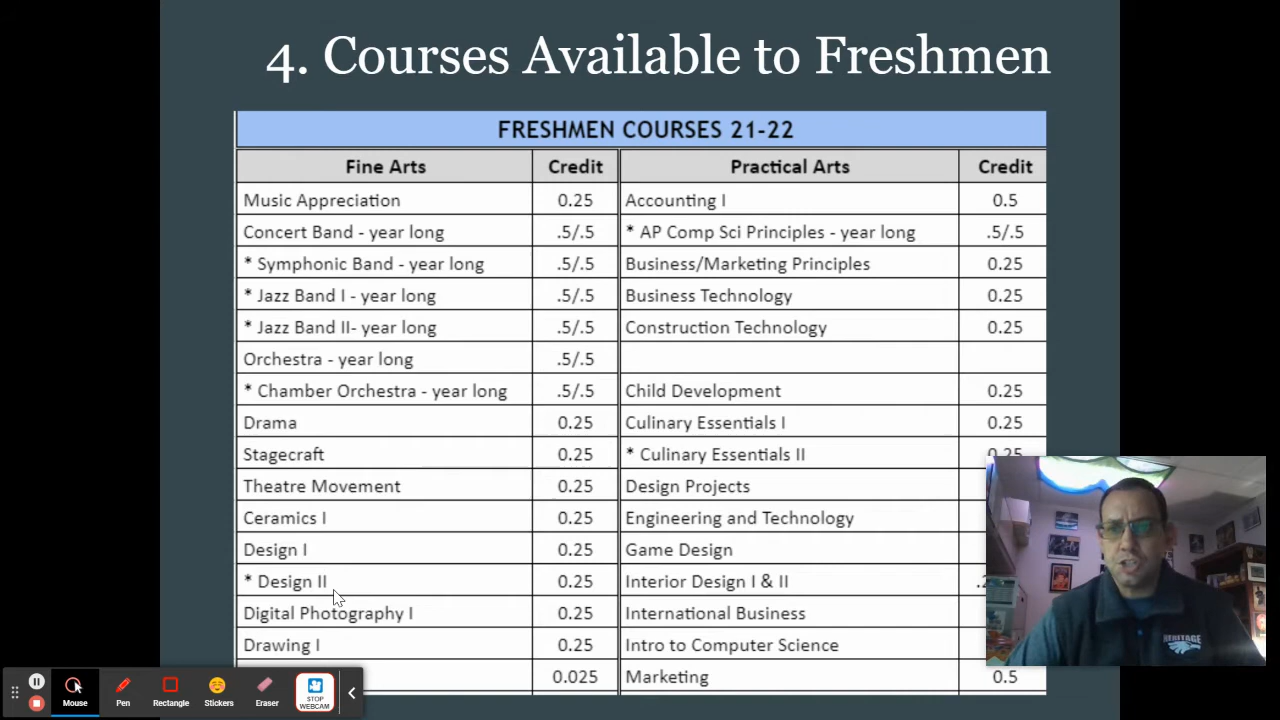 4. Courses Available to Freshmen
FRESHMEN COURSES 21-22
Fine Arts Credit Practical Arts Credit
Music Appreciation 0.25 Accounting I 0.5
Concert Band - year long .5/.5 * AP Comp Sci Principles - year long .5/.5
* Symphonic Band - year long .5/.5 Business/Marketing Principles 0.25
* Jazz Band I - year long .5/.5 Business Technology 0.25
* Jazz Band II- year long .5/.5 Construction Technology 0.25
Orchestra - year long .5/.5
* Chamber Orchestra - year long .5/.5 Child Development 0.25
Drama 0.25 Culinary Essentials I 0.25
Stagecraft 0.25 * Culinary Essentials II 0.25
Theatre Movement 0.25 Design Projects
Ceramics I 0.25 Engineering and Technology
Design I 0.25 Game Design
* Design II 0.25 Interior Design I & II
Digital Photography I 0.25 International Business
Drawing I 0.25 Intro to Computer Science
0.025 Marketing 0.5
HERITAGE
Mouse Pen Rectangle Stickers Eraser STOP WEBCAM